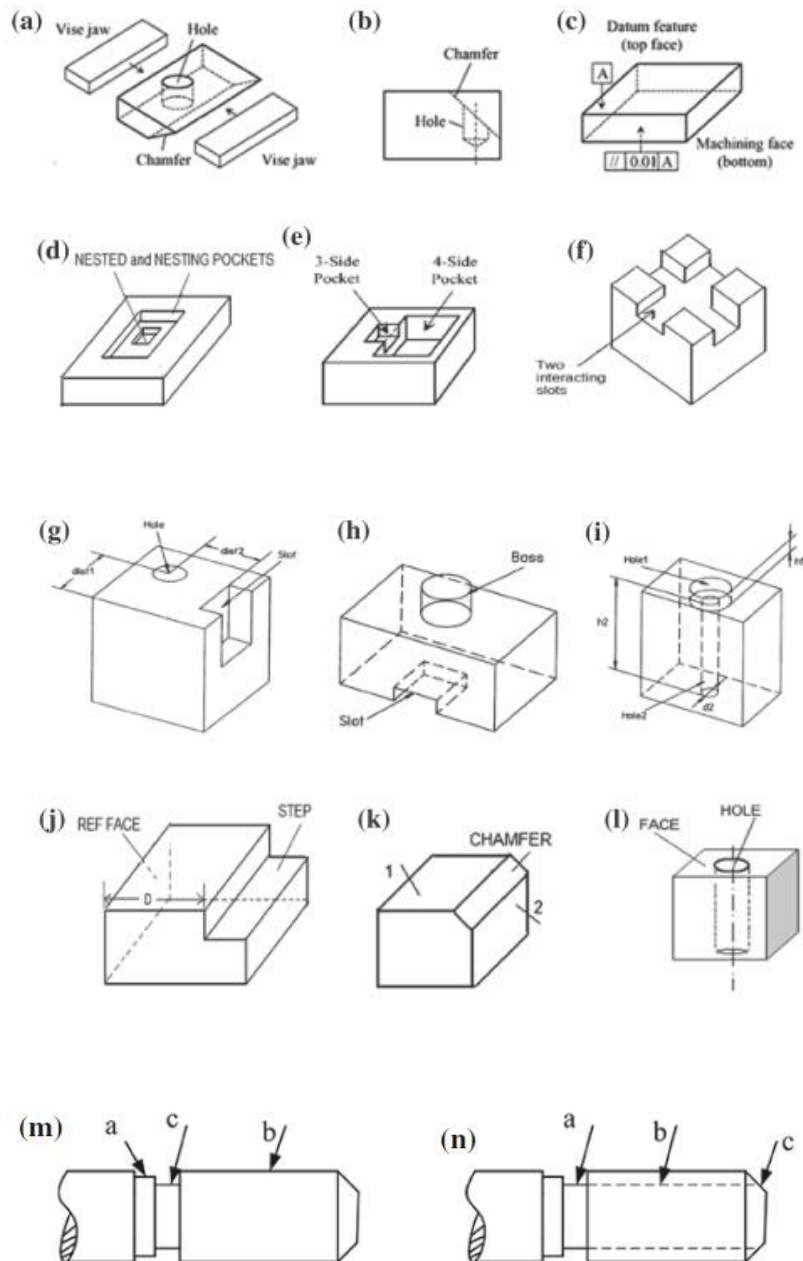 (a)
Vise jaw
Hole
Chamfer
Vise jaw
(b)
Chamfer
Hole
(c)
Datum feature
(top face)
A
Machining face
(bottom)
// 0.01 A
(d)
NESTED and NESTING POCKETS
(e)
3-Side
Pocket
4-Side
Pocket
(f)
Two
interacting
slots
(g)
Hole
dist1
dist2
Slot
(h)
Boss
Slot
(i)
Hole1
h2
Hole2
d2
(j)
REF FACE
STEP
D
(k)
CHAMFER
1
2
(l)
FACE
HOLE
(m)
a
c
b
(n)
a
b
c